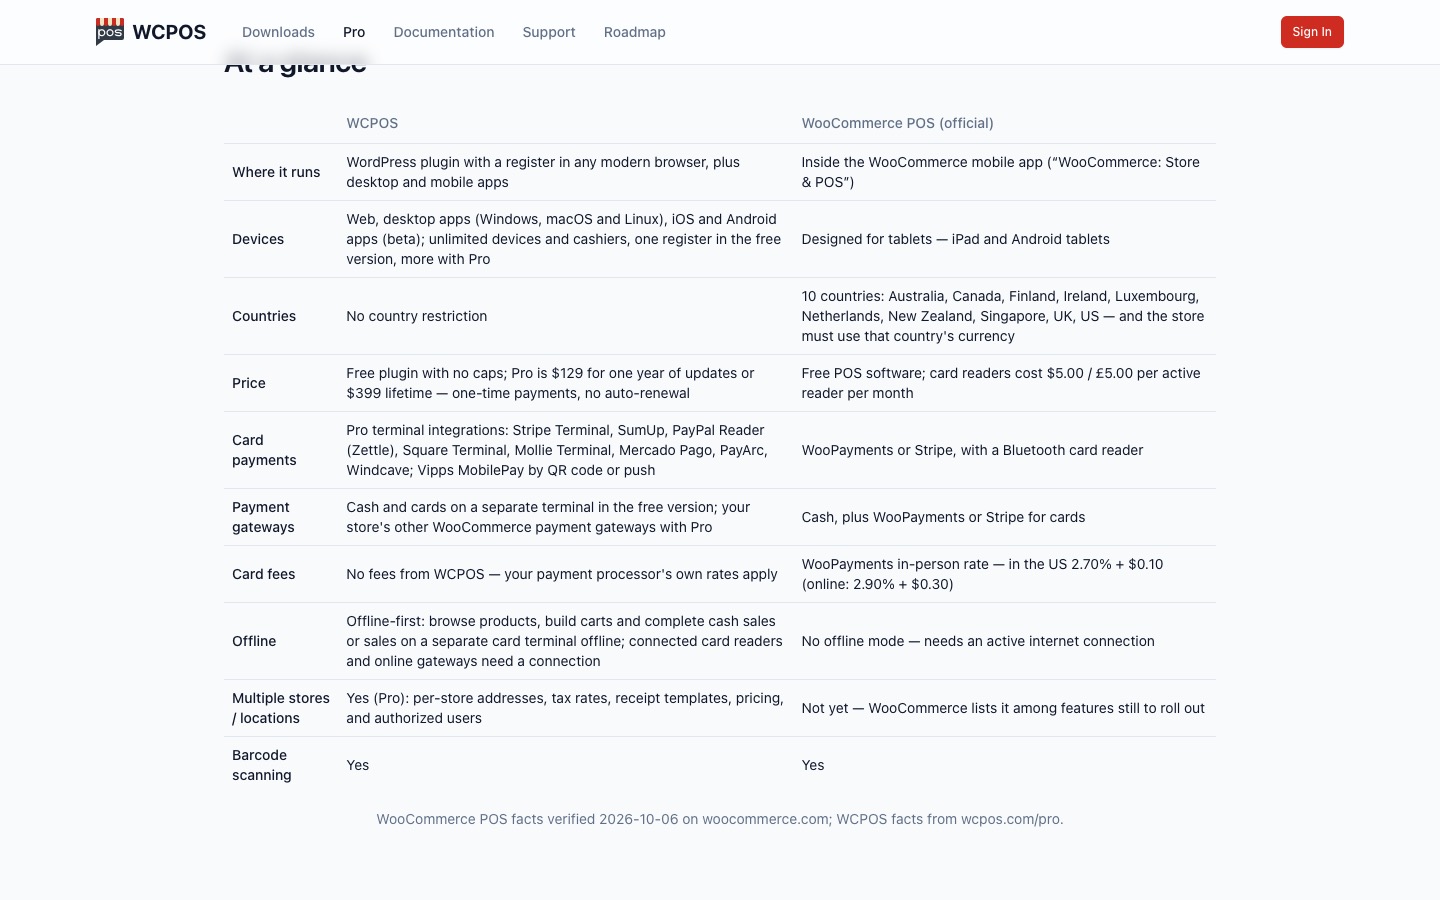 pos WCPOS Downloads Pro Documentation Support Roadmap Sign In
At a glance
WCPOS WooCommerce POS (official)
Where it runs
WordPress plugin with a register in any modern browser, plus
desktop and mobile apps
Inside the WooCommerce mobile app (“WooCommerce: Store
& POS”)
Devices
Web, desktop apps (Windows, macOS and Linux), iOS and Android
apps (beta); unlimited devices and cashiers, one register in the free
version, more with Pro
Designed for tablets — iPad and Android tablets
Countries
No country restriction
10 countries: Australia, Canada, Finland, Ireland, Luxembourg,
Netherlands, New Zealand, Singapore, UK, US — and the store
must use that country's currency
Price
Free plugin with no caps; Pro is $129 for one year of updates or
$399 lifetime — one-time payments, no auto-renewal
Free POS software; card readers cost $5.00 / £5.00 per active
reader per month
Card
payments
Pro terminal integrations: Stripe Terminal, SumUp, PayPal Reader
(Zettle), Square Terminal, Mollie Terminal, Mercado Pago, PayArc,
Windcave; Vipps MobilePay by QR code or push
WooPayments or Stripe, with a Bluetooth card reader
Payment
gateways
Cash and cards on a separate terminal in the free version; your
store's other WooCommerce payment gateways with Pro
Cash, plus WooPayments or Stripe for cards
Card fees
No fees from WCPOS — your payment processor's own rates apply
WooPayments in-person rate — in the US 2.70% + $0.10
(online: 2.90% + $0.30)
Offline
Offline-first: browse products, build carts and complete cash sales
or sales on a separate card terminal offline; connected card readers
and online gateways need a connection
No offline mode — needs an active internet connection
Multiple stores
/ locations
Yes (Pro): per-store addresses, tax rates, receipt templates, pricing,
and authorized users
Not yet — WooCommerce lists it among features still to roll out
Barcode
scanning
Yes
Yes
WooCommerce POS facts verified 2026-10-06 on woocommerce.com; WCPOS facts from wcpos.com/pro.